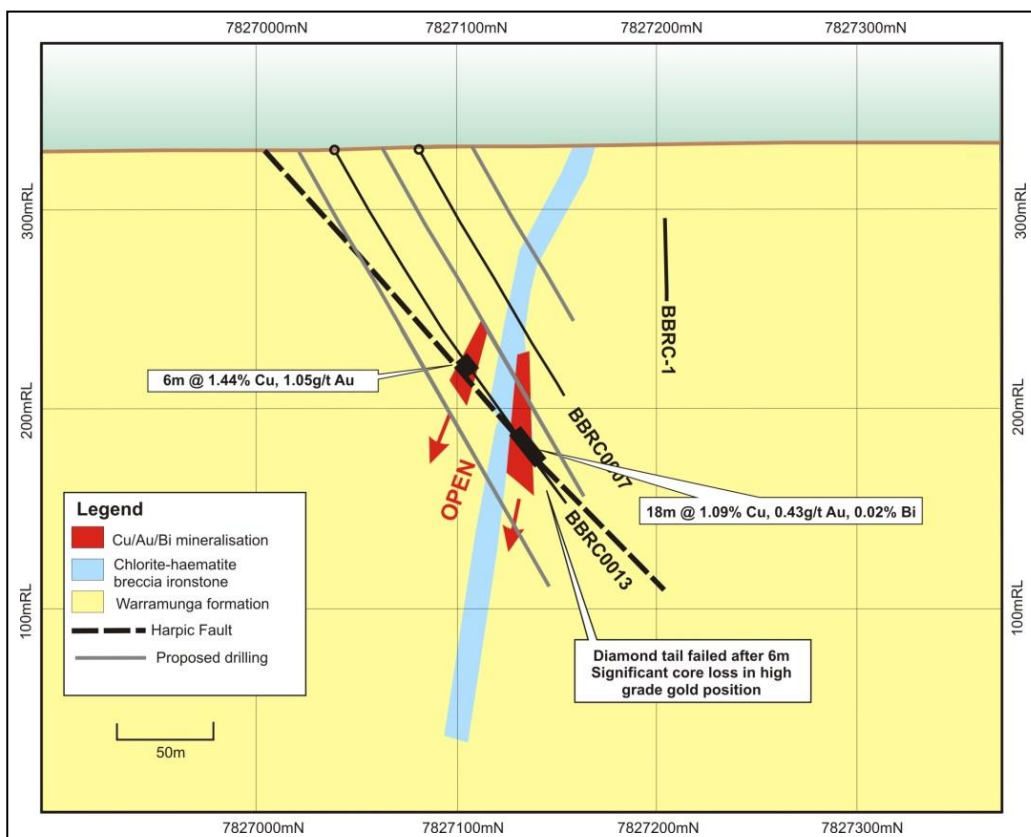 7827000mN 7827100mN 7827200mN 7827300mN
300mRL
300mRL
BBRC-1
6m @ 1.44% Cu, 1.05g/t Au
200mRL
200mRL
OPEN
BBRC0007
18m @ 1.09% Cu, 0.43g/t Au, 0.02% Bi
BBRC0013
Legend
Cu/Au/Bi mineralisation
Chlorite-haematite
breccia ironstone
Warramunga formation
Harpic Fault
Proposed drilling
100mRL
100mRL
Diamond tail failed after 6m
Significant core loss in high
grade gold position
50m
7827000mN 7827100mN 7827200mN 7827300mN